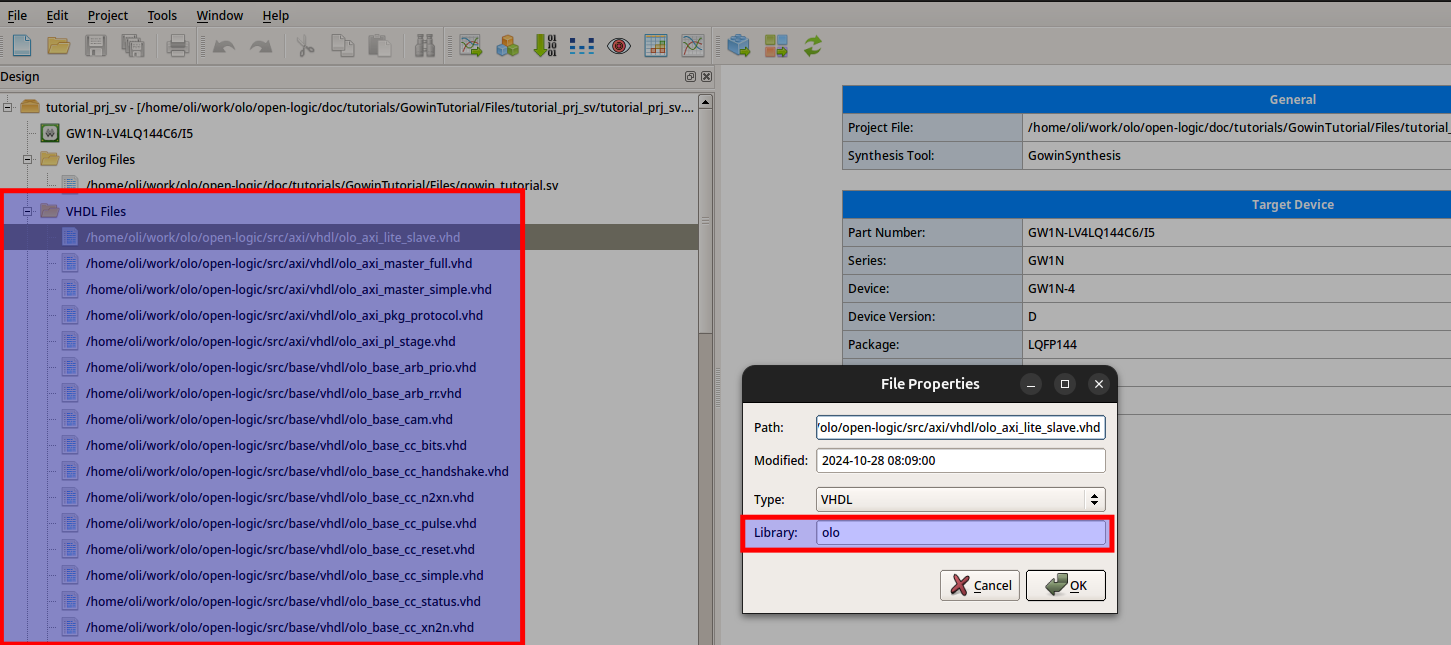 File Edit Project Tools Window Help
Design
tutorial_prj_sv - [/home/oli/work/olo/open-logic/doc/tutorials/GowinTutorial/Files/tutorial_prj_sv/tutorial_prj_sv....
GW1N-LV4LQ144C6/I5
Verilog Files
/home/oli/work/olo/open-logic/doc/tutorials/GowinTutorial/Files/gowin_tutorial.sv
VHDL Files
/home/oli/work/olo/open-logic/src/axi/vhdl/olo_axi_lite_slave.vhd
/home/oli/work/olo/open-logic/src/axi/vhdl/olo_axi_master_full.vhd
/home/oli/work/olo/open-logic/src/axi/vhdl/olo_axi_master_simple.vhd
/home/oli/work/olo/open-logic/src/axi/vhdl/olo_axi_pkg_protocol.vhd
/home/oli/work/olo/open-logic/src/axi/vhdl/olo_axi_pl_stage.vhd
/home/oli/work/olo/open-logic/src/base/vhdl/olo_base_arb_prio.vhd
/home/oli/work/olo/open-logic/src/base/vhdl/olo_base_arb_rr.vhd
/home/oli/work/olo/open-logic/src/base/vhdl/olo_base_cam.vhd
/home/oli/work/olo/open-logic/src/base/vhdl/olo_base_cc_bits.vhd
/home/oli/work/olo/open-logic/src/base/vhdl/olo_base_cc_handshake.vhd
/home/oli/work/olo/open-logic/src/base/vhdl/olo_base_cc_n2xn.vhd
/home/oli/work/olo/open-logic/src/base/vhdl/olo_base_cc_pulse.vhd
/home/oli/work/olo/open-logic/src/base/vhdl/olo_base_cc_reset.vhd
/home/oli/work/olo/open-logic/src/base/vhdl/olo_base_cc_simple.vhd
/home/oli/work/olo/open-logic/src/base/vhdl/olo_base_cc_status.vhd
/home/oli/work/olo/open-logic/src/base/vhdl/olo_base_cc_xn2n.vhd
General
Project File: /home/oli/work/olo/open-logic/doc/tutorials/GowinTutorial/Files/tutorial_
Synthesis Tool: GowinSynthesis
Target Device
Part Number: GW1N-LV4LQ144C6/I5
Series: GW1N
Device: GW1N-4
Device Version: D
Package: LQFP144
File Properties
Path: /olo/open-logic/src/axi/vhdl/olo_axi_lite_slave.vhd
Modified: 2024-10-28 08:09:00
Type: VHDL
Library: olo
Cancel OK